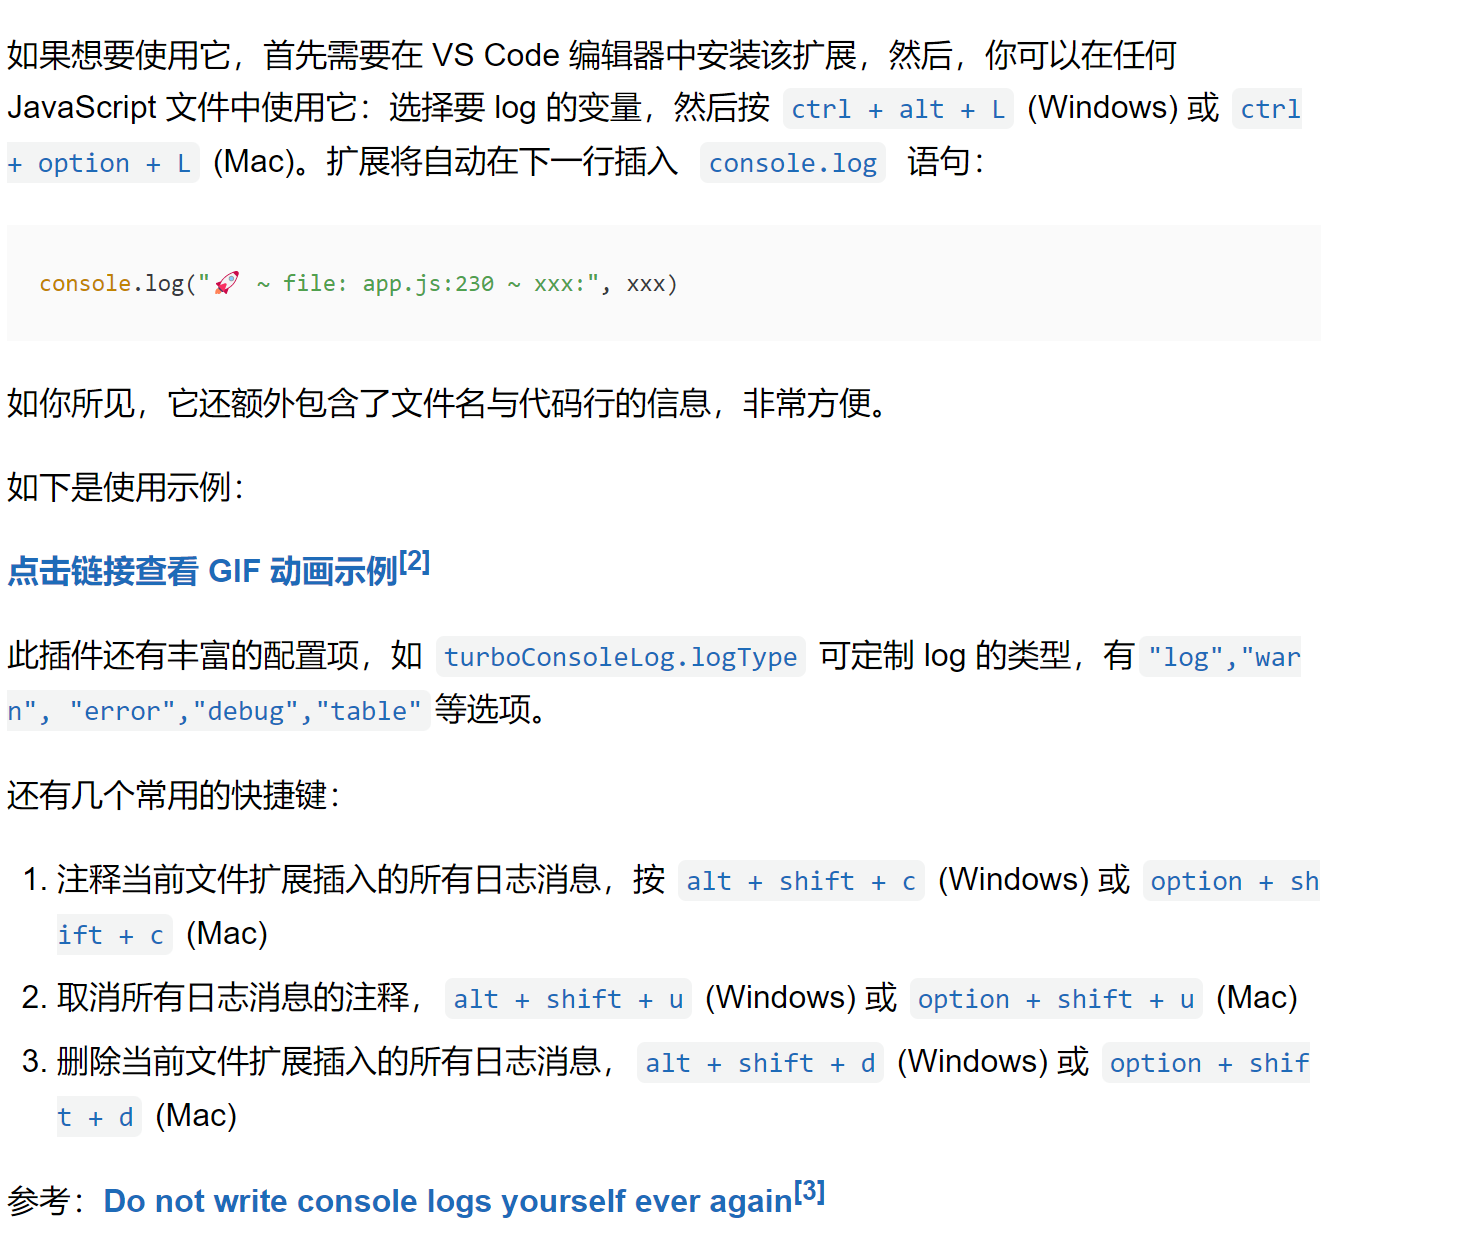 如果想要使用它，首先需要在 VS Code 编辑器中安装该扩展，然后，你可以在任何
JavaScript 文件中使用它：选择要 log 的变量，然后按 ctrl + alt + L (Windows) 或 ctrl
+ option + L (Mac)。扩展将自动在下一行插入 console.log 语句：
console.log("🚀 ~ file: app.js:230 ~ xxx:", xxx)
如你所见，它还额外包含了文件名与代码行的信息，非常方便。
如下是使用示例：
点击链接查看 GIF 动画示例[2]
此插件还有丰富的配置项，如 turboConsoleLog.logType 可定制 log 的类型，有 "log","war
n", "error","debug","table" 等选项。
还有几个常用的快捷键：
1. 注释当前文件扩展插入的所有日志消息，按 alt + shift + c (Windows) 或 option + sh
ift + c (Mac)
2. 取消所有日志消息的注释， alt + shift + u (Windows) 或 option + shift + u (Mac)
3. 删除当前文件扩展插入的所有日志消息， alt + shift + d (Windows) 或 option + shif
t + d (Mac)
参考：Do not write console logs yourself ever again[3]